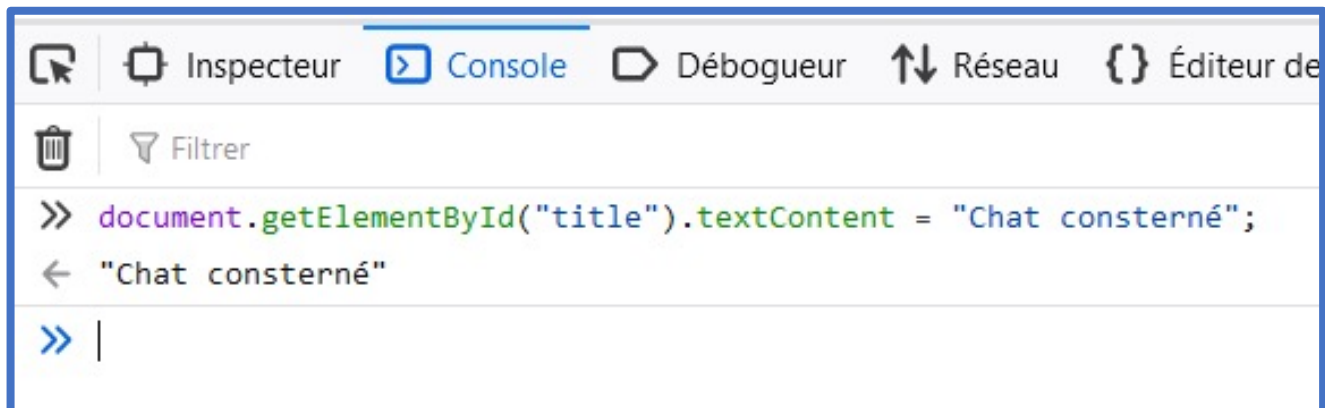 Inspecteur Console Débogueur Réseau {} Éditeur de
Filtrer
>> document.getElementById("title").textContent = "Chat consterné";
← "Chat consterné"
>>